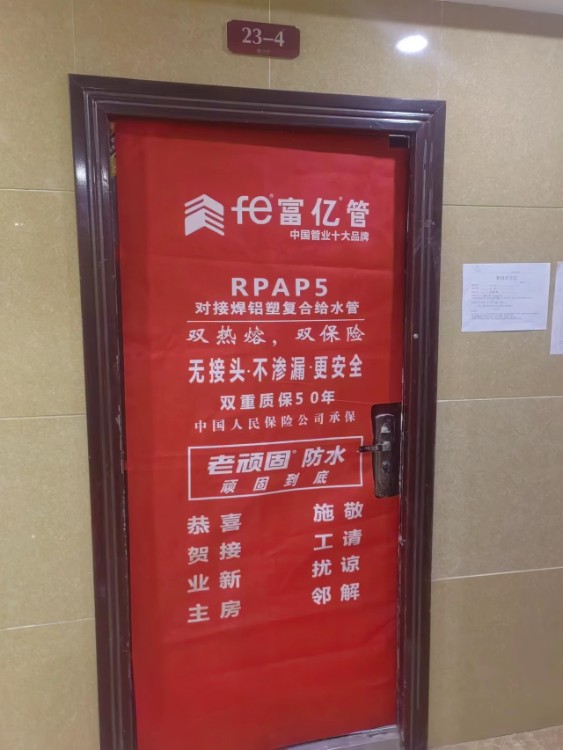 23-4
fe®富亿®管
中国管业十大品牌
RPAP5
对接焊铝塑复合给水管
双热熔，双保险
无接头·不渗漏·更安全
双重质保50年
中国人民保险公司承保
老顽固®防水
顽固到底
恭贺业主
喜接新房
施工扰邻
敬请谅解